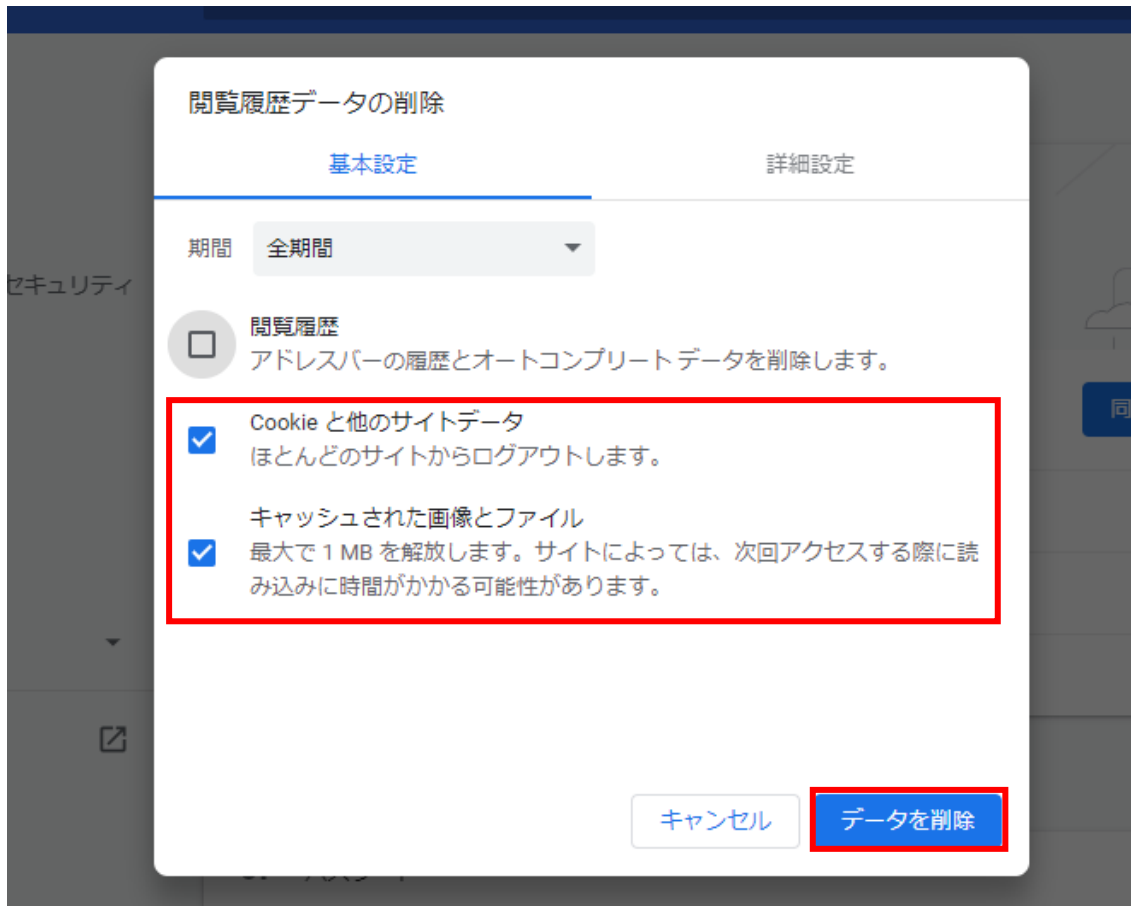 閲覧履歴データの削除
基本設定
詳細設定
期間
全期間
セキュリティ
閲覧履歴
アドレスバーの履歴とオートコンプリート データを削除します。
Cookie と他のサイトデータ
ほとんどのサイトからログアウトします。
同
キャッシュされた画像とファイル
最大で 1 MB を解放します。サイトによっては、次回アクセスする際に読
み込みに時間がかかる可能性があります。
キャンセル
データを削除